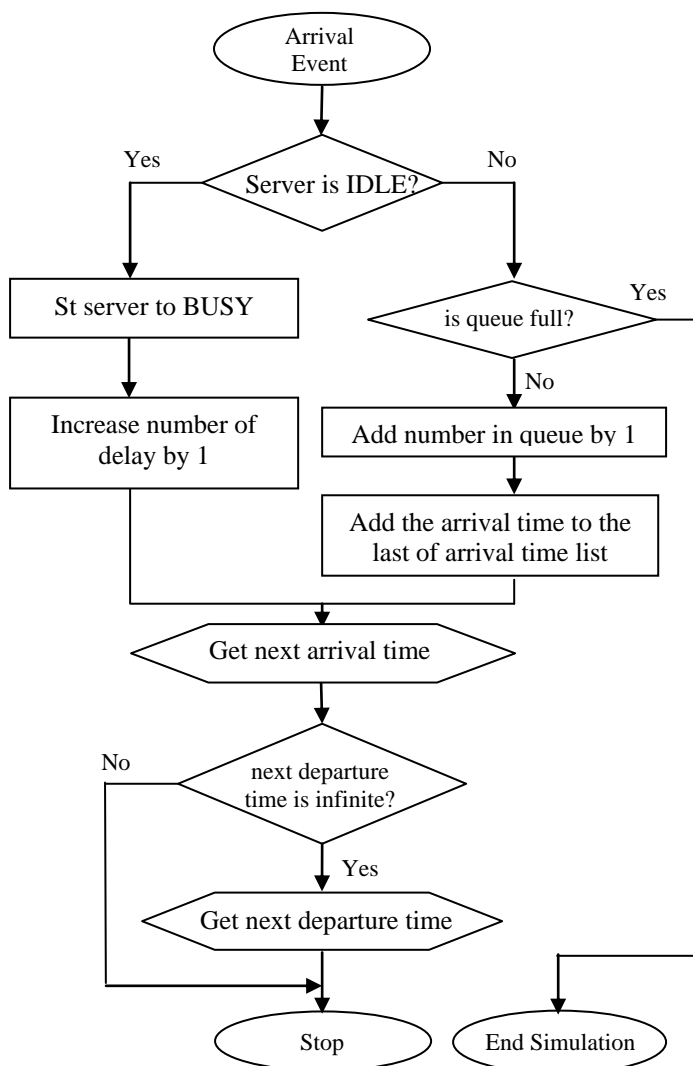 Arrival
Event
Yes
No
Server is IDLE?
St server to BUSY
Yes
is queue full?
No
Increase number of
delay by 1
Add number in queue by 1
Add the arrival time to the
last of arrival time list
Get next arrival time
No
next departure
time is infinite?
Yes
Get next departure time
Stop
End Simulation